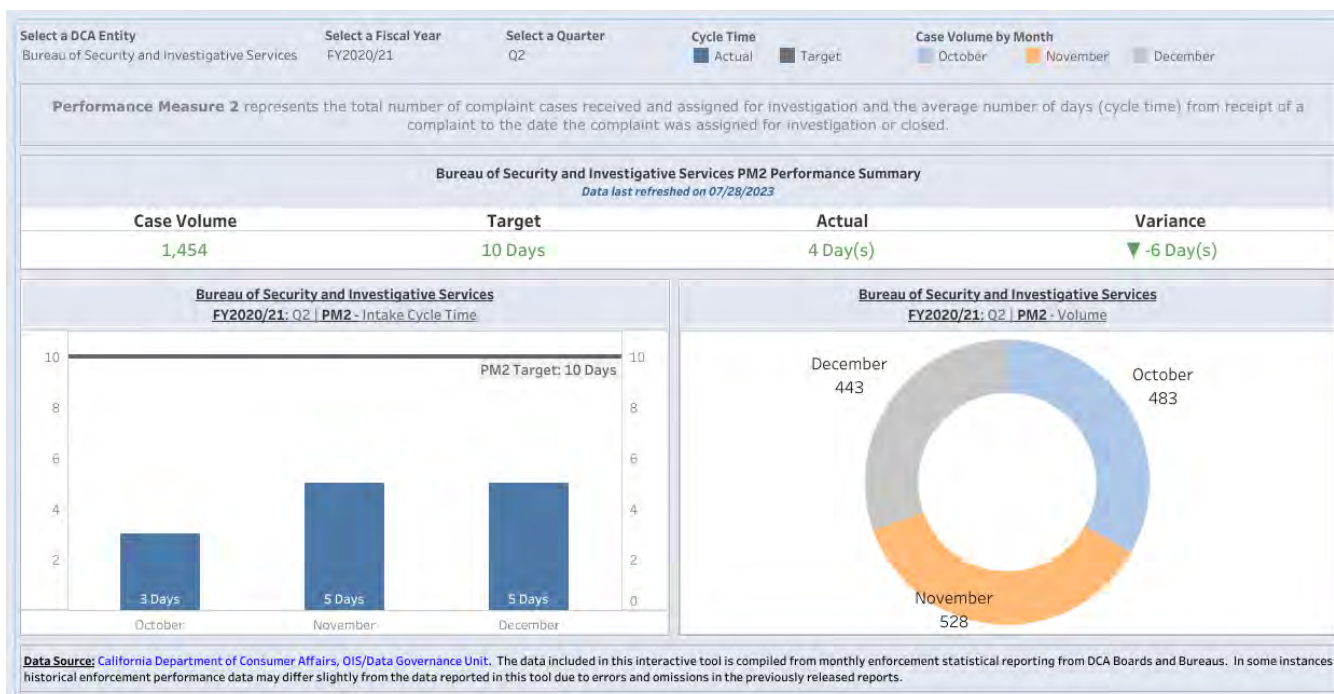 Select a DCA Entity
Select a Fiscal Year
Select a Quarter
Cycle Time
Case Volume by Month
Bureau of Security and Investigative Services
FY2020/21
Q2
Actual
Target
October
November
December
Performance Measure 2 represents the total number of complaint cases received and assigned for investigation and the average number of days (cycle time) from receipt of a
complaint to the date the complaint was assigned for investigation or closed.
Bureau of Security and Investigative Services PM2 Performance Summary
Data last refreshed on 07/28/2023
Case Volume
Target
Actual
Variance
1,454
10 Days
4 Day(s)
▼ -6 Day(s)
Bureau of Security and Investigative Services
FY2020/21: Q2 | PM2 - Intake Cycle Time
10
8
6
4
2
PM2 Target: 10 Days
10
8
6
4
2
0
3 Days
5 Days
5 Days
October
November
December
Bureau of Security and Investigative Services
FY2020/21: Q2 | PM2 - Volume
December
443
October
483
November
528
Data Source: California Department of Consumer Affairs, OIS/Data Governance Unit. The data included in this interactive tool is compiled from monthly enforcement statistical reporting from DCA Boards and Bureaus. In some instances
historical enforcement performance data may differ slightly from the data reported in this tool due to errors and omissions in the previously released reports.